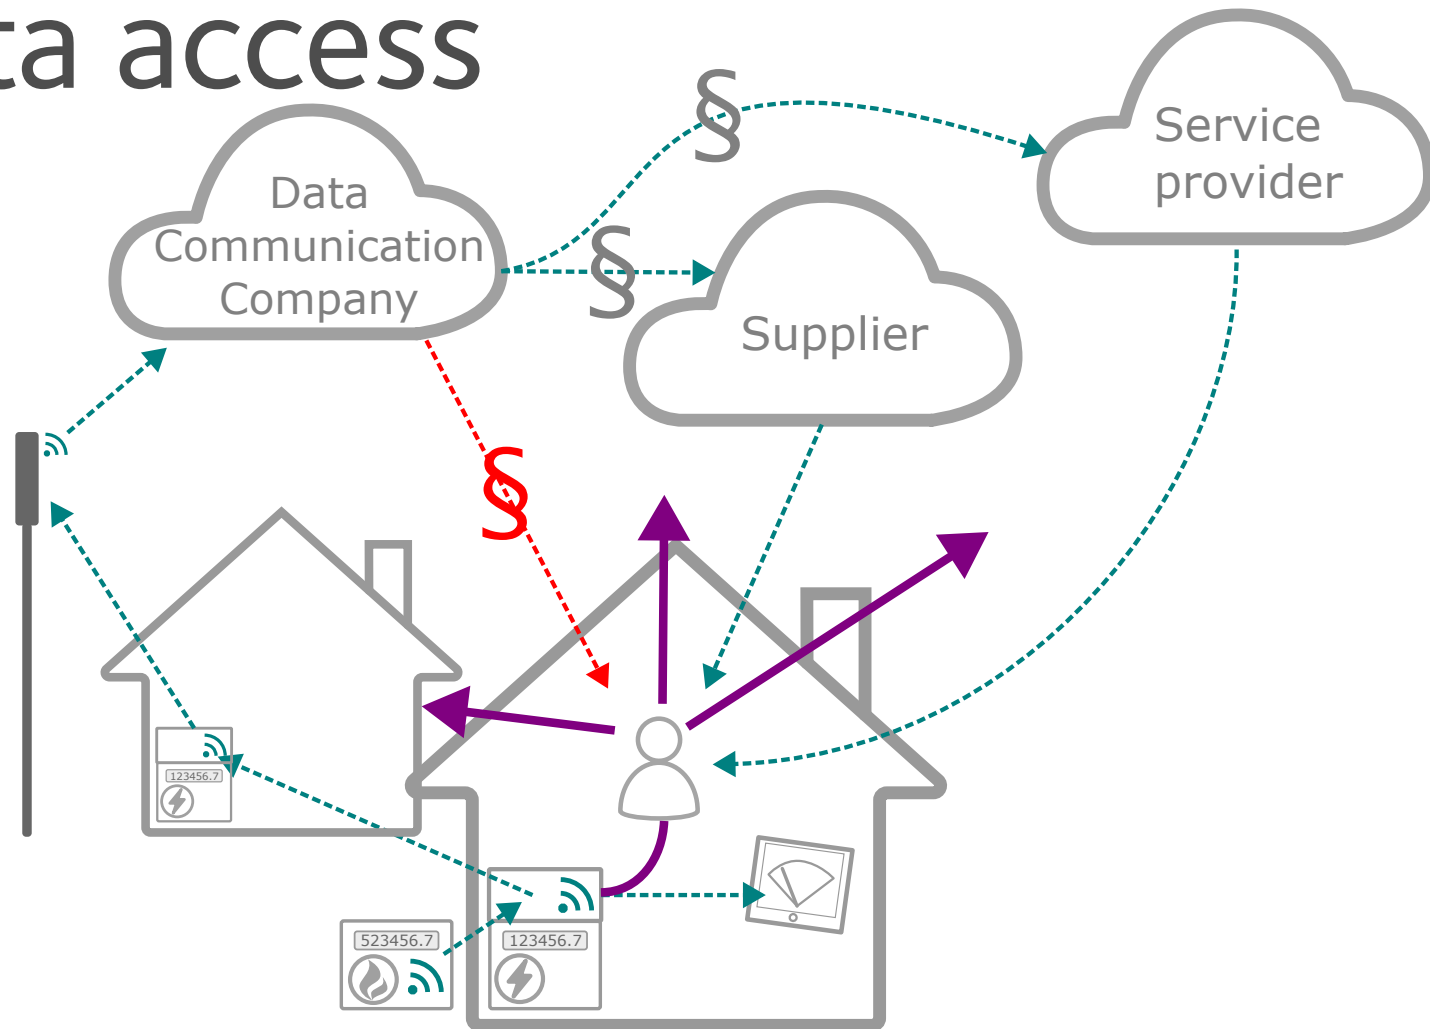 ta access
§
Service
provider
Data
Communication
Company
§
Supplier
§
123456.7
523456.7
123456.7